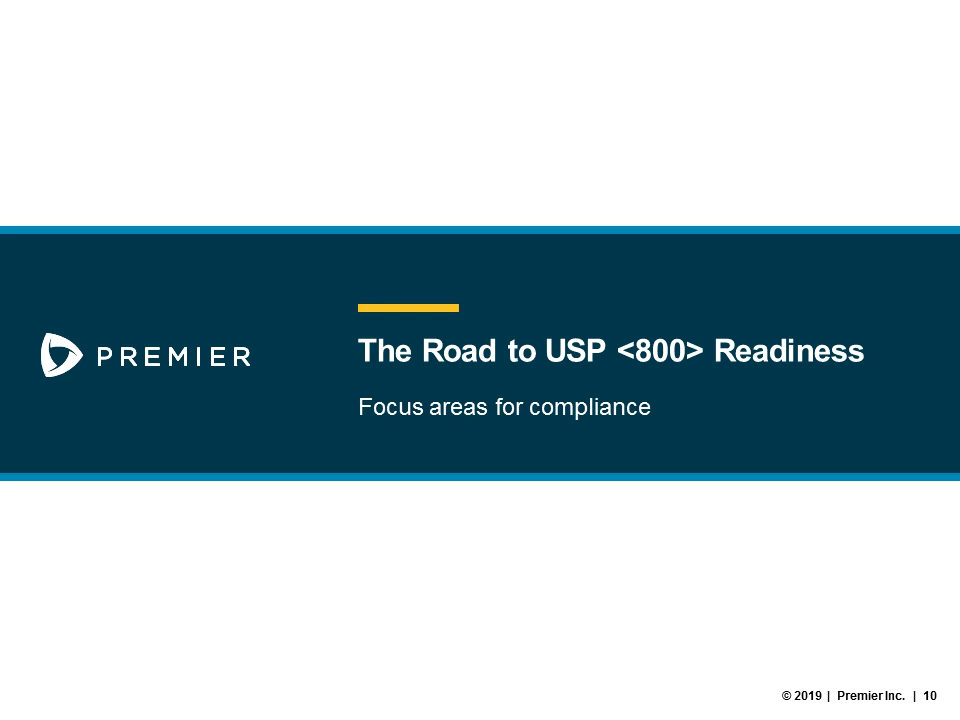 PREMIER
The Road to USP <800> Readiness
Focus areas for compliance
© 2019 | Premier Inc. | 10